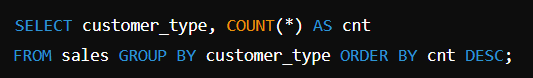 SELECT customer_type, COUNT(*) AS cnt
FROM sales GROUP BY customer_type ORDER BY cnt DESC;